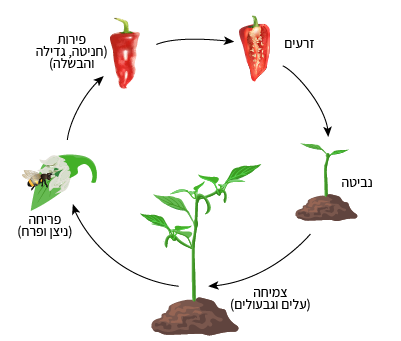 זרעים
נביטה
צמיחה
(עלים וגבעולים)
פריחה
(ניצן ופרח)
פירות
(חניטה, גדילה
והבשלה)